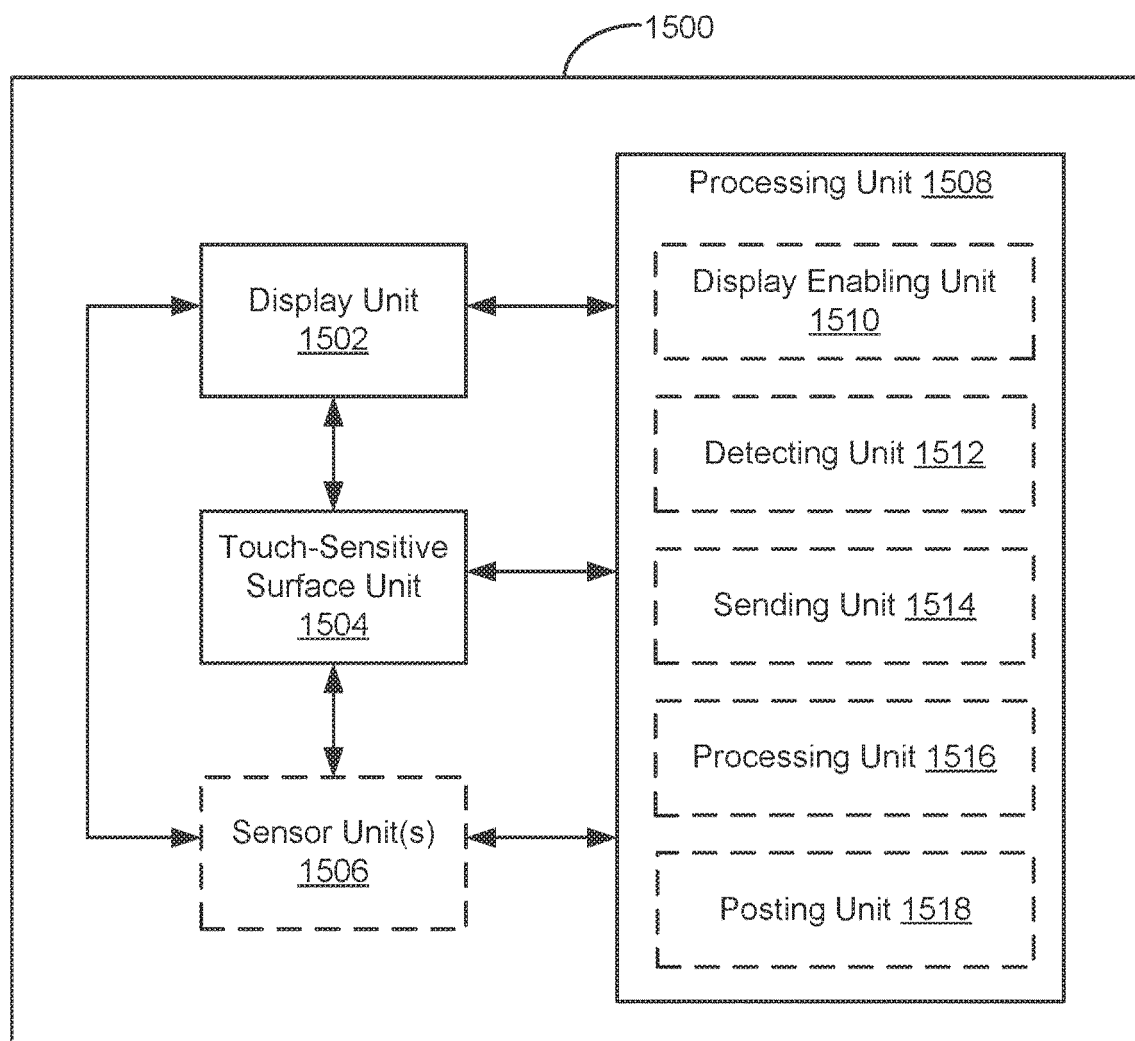 1500
Display Unit
1502
Touch-Sensitive
Surface Unit
1504
Sensor Unit(s)
1506
Processing Unit 1508
Display Enabling Unit
1510
Detecting Unit 1512
Sending Unit 1514
Processing Unit 1516
Posting Unit 1518